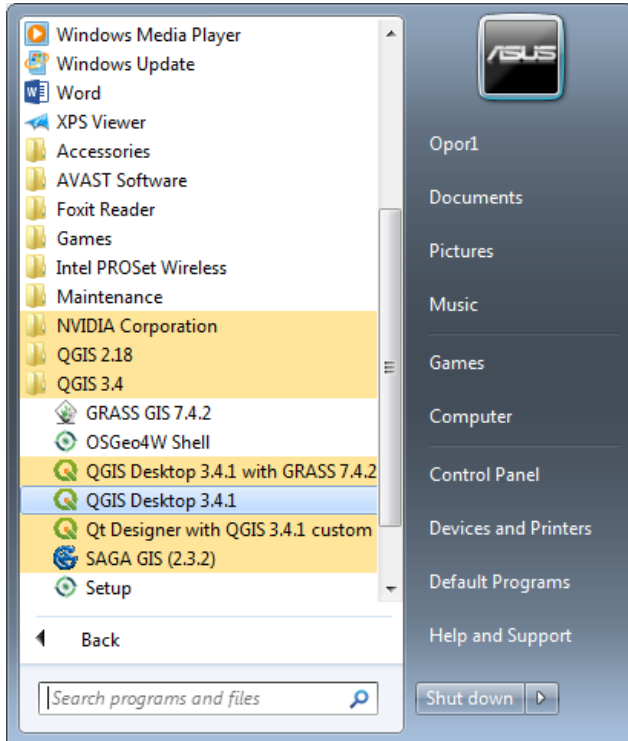 Windows Media Player
Windows Update
Word
XPS Viewer
Accessories
AVAST Software
Foxit Reader
Games
Intel PROSet Wireless
Maintenance
NVIDIA Corporation
QGIS 2.18
QGIS 3.4
GRASS GIS 7.4.2
OSGeo4W Shell
QGIS Desktop 3.4.1 with GRASS 7.4.2
QGIS Desktop 3.4.1
Qt Designer with QGIS 3.4.1 custom
SAGA GIS (2.3.2)
Setup
Back
Search programs and files
ASUS
Opor1
Documents
Pictures
Music
Games
Computer
Control Panel
Devices and Printers
Default Programs
Help and Support
Shut down